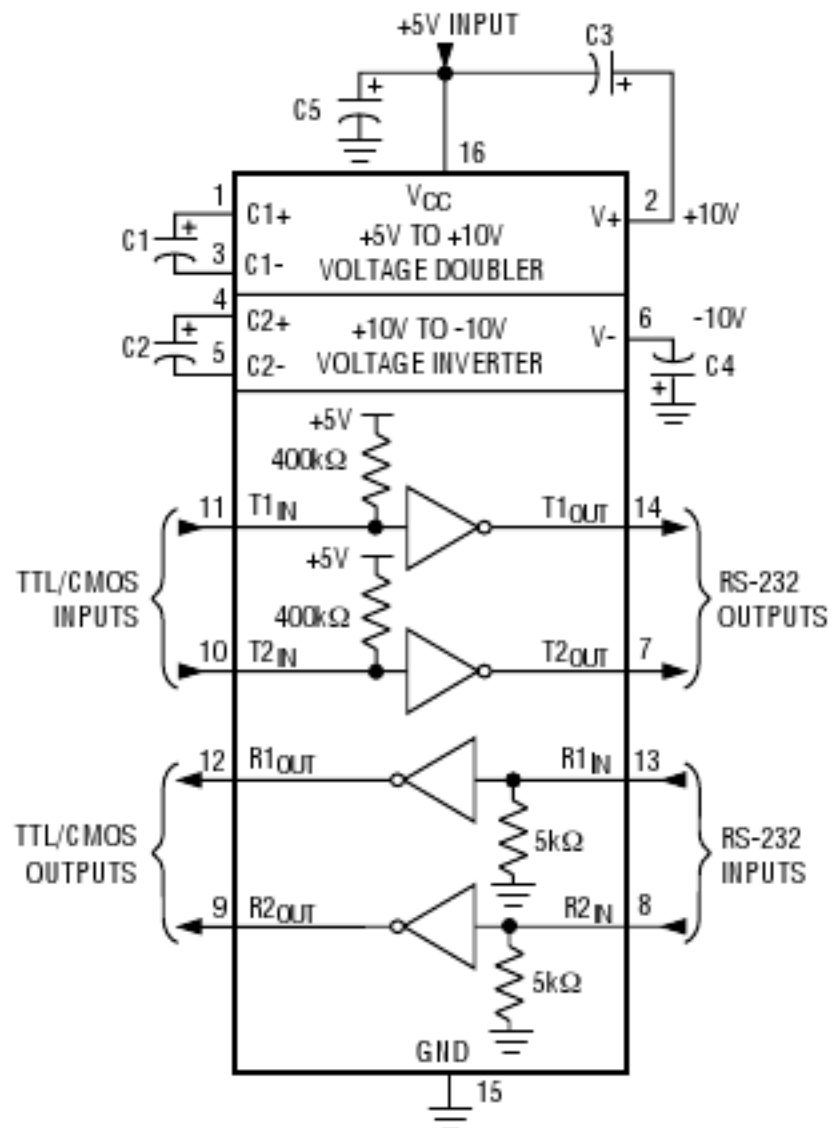 +5V INPUT
C3
+
+
C5
16
1
VCC
2
C1+
V+
+10V
+
C1
+5V TO +10V
3
C1-
VOLTAGE DOUBLER
4
C2+
6
-10V
+
+10V TO -10V
V-
C2
5
C2-
VOLTAGE INVERTER
C4
+
+5V
400kΩ
11
T1IN
T1OUT
14
+5V
TTL/CMOS
INPUTS
RS-232
OUTPUTS
400kΩ
10
T2IN
T2OUT
7
12
R1OUT
R1IN
13
TTL/CMOS
OUTPUTS
5kΩ
RS-232
INPUTS
9
R2OUT
R2IN
8
5kΩ
GND
15